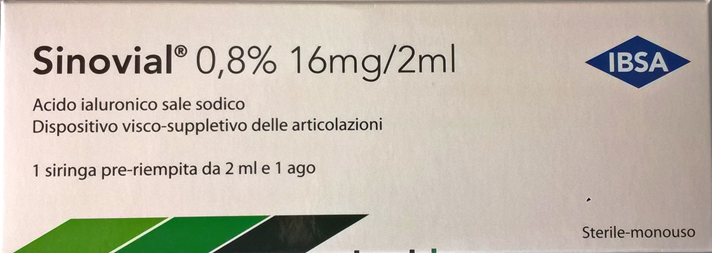 Sinovial® 0,8% 16mg/2ml
IBSA
Acido ialuronico sale sodico
Dispositivo visco-suppletivo delle articolazioni
1 siringa pre-riempita da 2 ml e 1 ago
Sterile-monouso